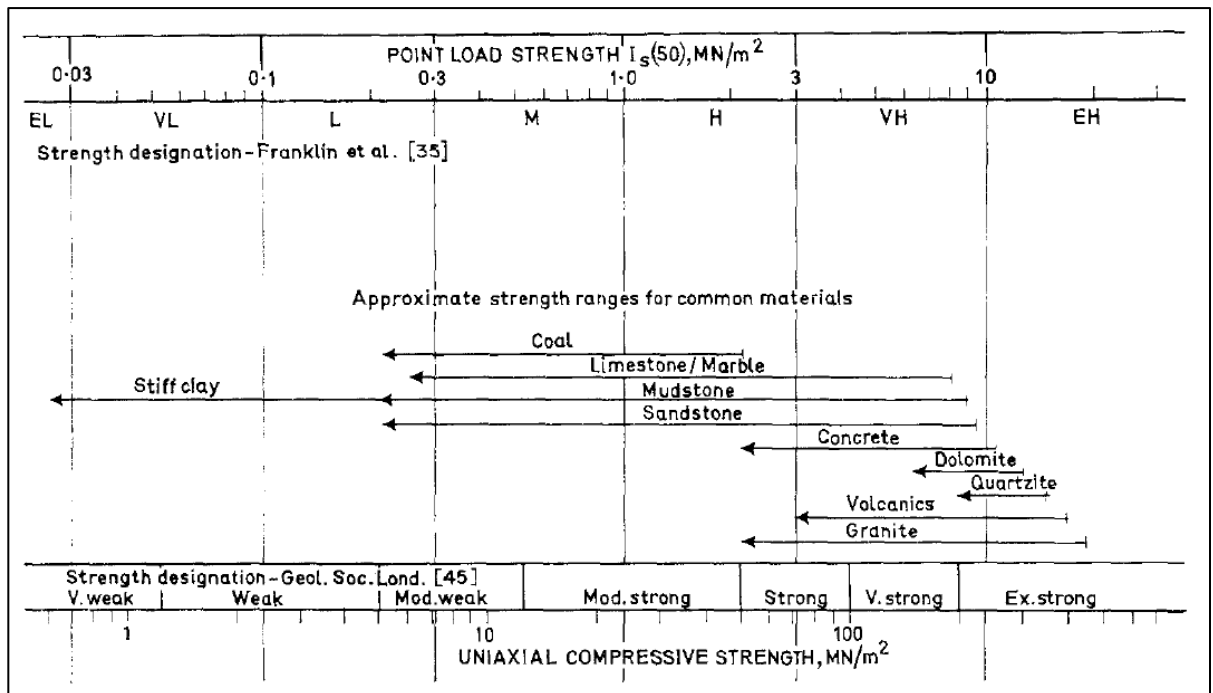 POINT LOAD STRENGTH Is(50), MN/m2
0·03 0·1 0·3 1·0 3 10
EL VL L M H VH EH
Strength designation-Franklin et al. [35]
Approximate strength ranges for common materials
Coal
Limestone/Marble
Stiff clay Mudstone
Sandstone
Concrete
Dolomite
Quartzite
Volcanics
Granite
Strength designation-Geol. Soc. Lond. [45]
V.weak Weak Mod.weak Mod.strong Strong V.strong Ex.strong
1 10 100
UNIAXIAL COMPRESSIVE STRENGTH, MN/m2